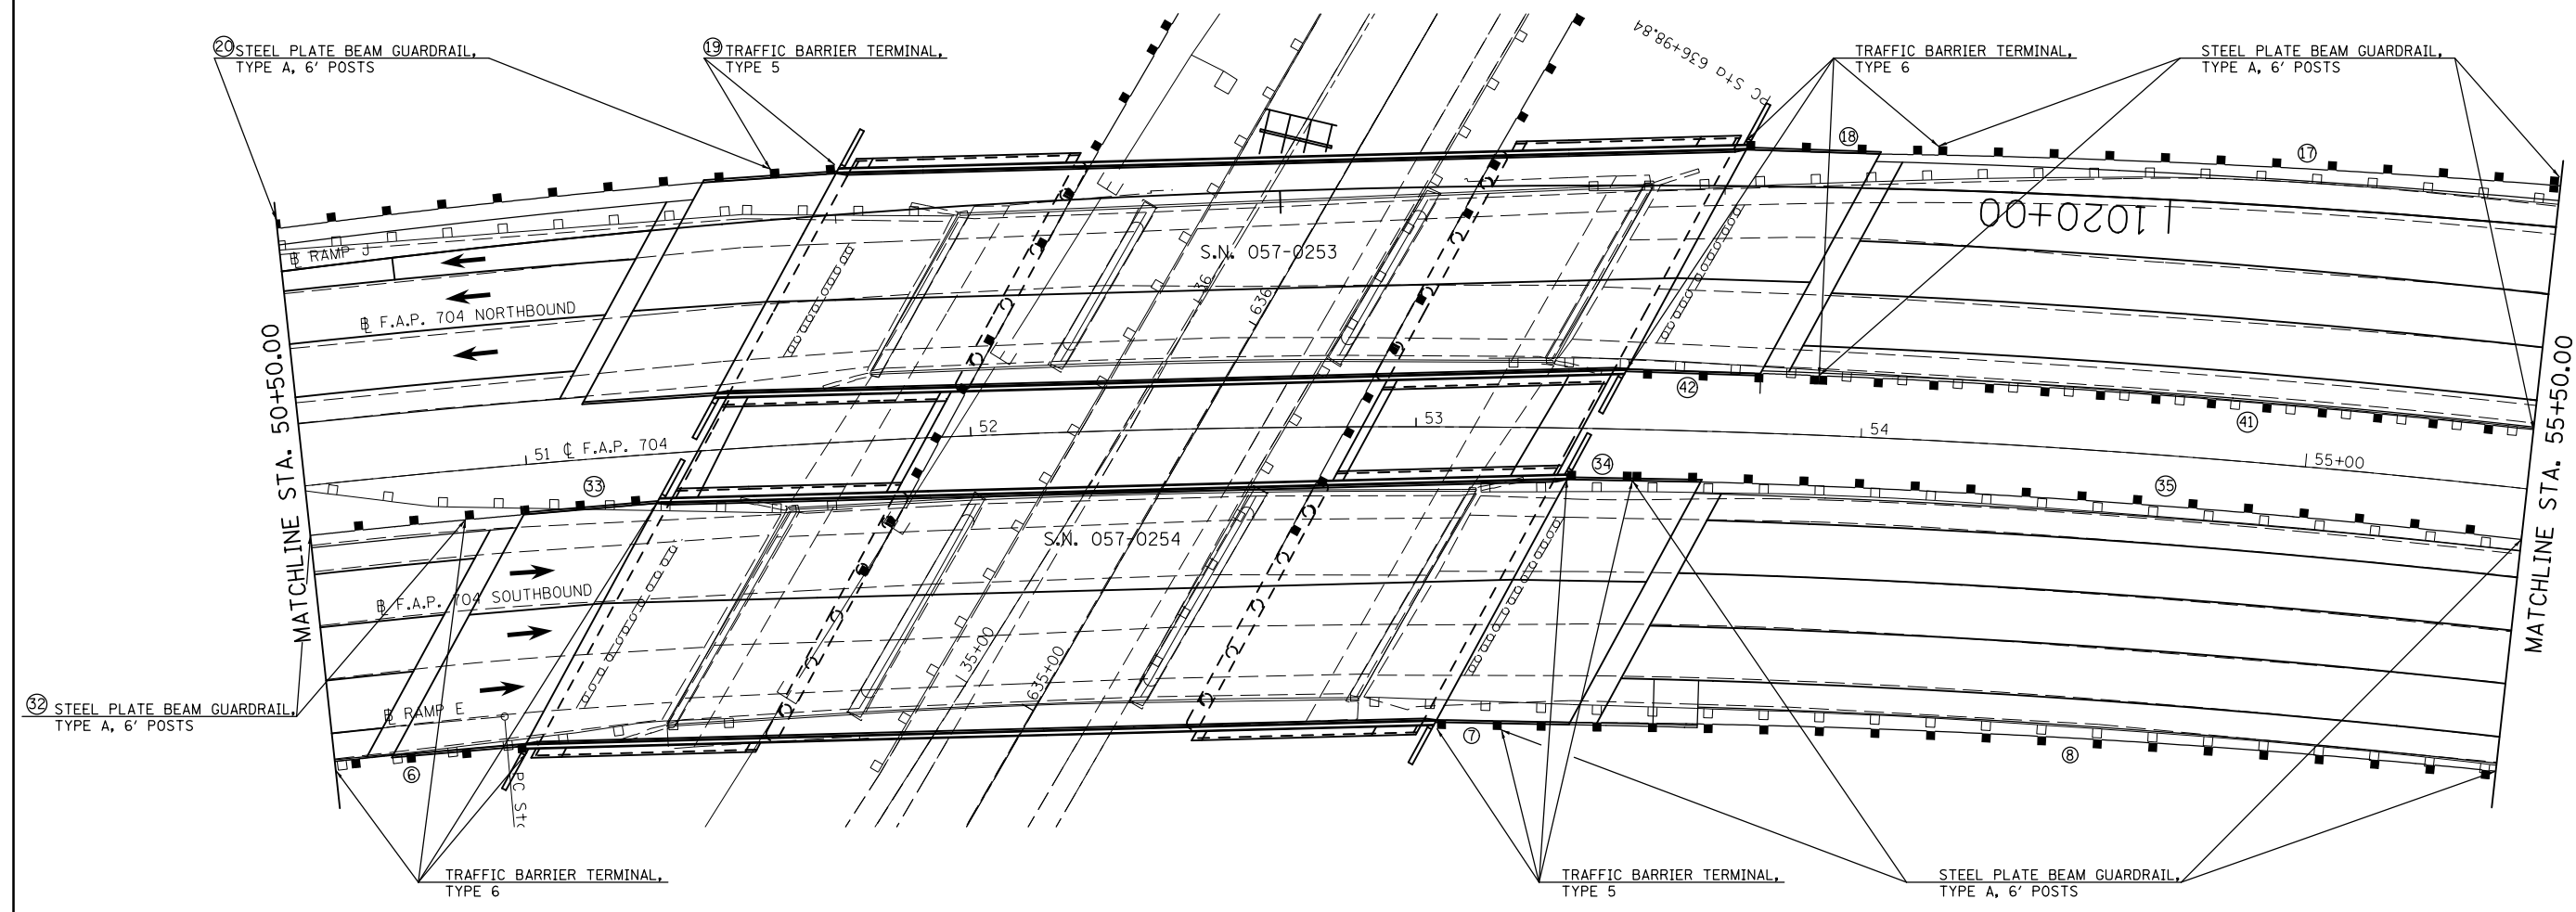 20 STEEL PLATE BEAM GUARDRAIL,
TYPE A, 6' POSTS
19 TRAFFIC BARRIER TERMINAL,
TYPE 5
PC Sta 636+98.84
TRAFFIC BARRIER TERMINAL,
TYPE 6
STEEL PLATE BEAM GUARDRAIL,
TYPE A, 6' POSTS
18
17
1020+00
S.N. 057-0253
℄ RAMP J
℄ F.A.P. 704 NORTHBOUND
636
MATCHLINE STA. 50+50.00
MATCHLINE STA. 55+50.00
42
41
51 ℄ F.A.P. 704
52
53
54
55+00
33
34
35
S.N. 057-0254
℄ F.A.P. 704 SOUTHBOUND
135+00
635+00
32 STEEL PLATE BEAM GUARDRAIL,
TYPE A, 6' POSTS
℄ RAMP E
6
7
8
TRAFFIC BARRIER TERMINAL,
TYPE 6
TRAFFIC BARRIER TERMINAL,
TYPE 5
STEEL PLATE BEAM GUARDRAIL,
TYPE A, 6' POSTS